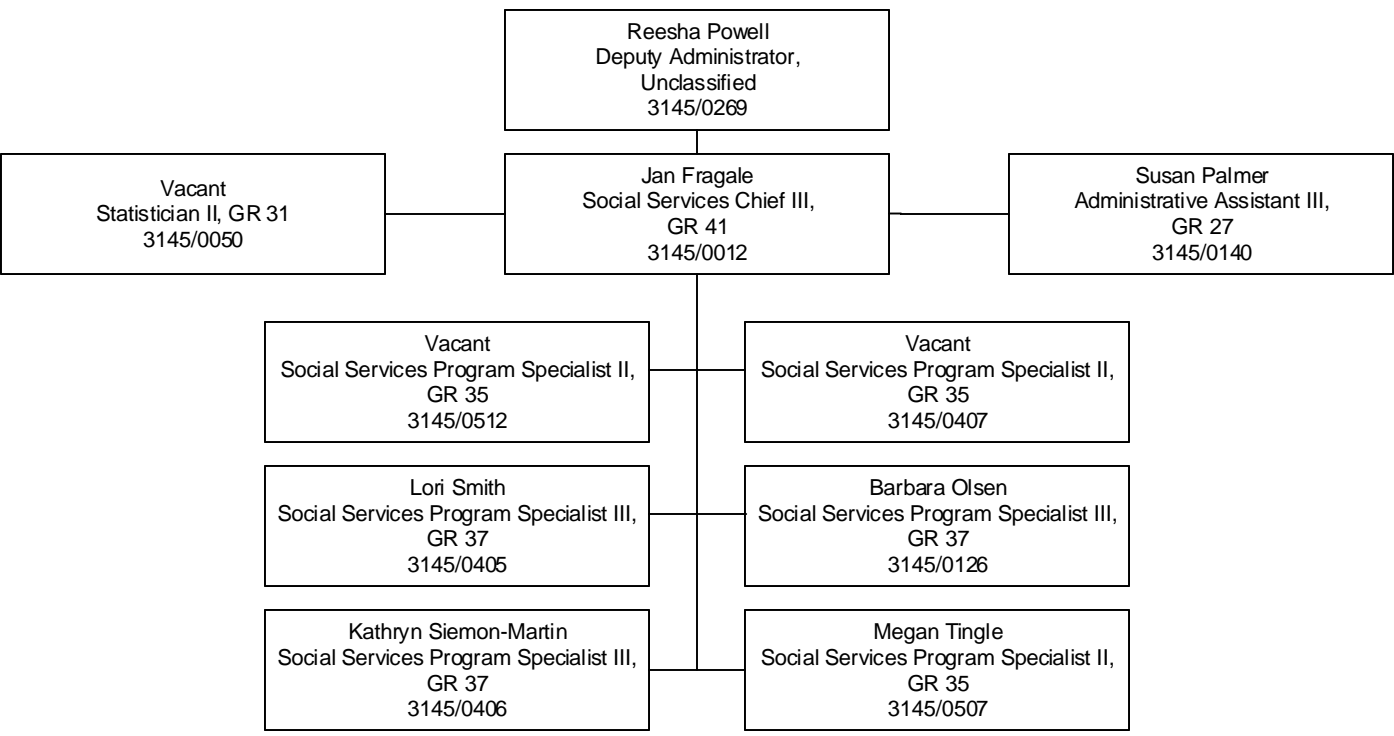 Reesha Powell
Deputy Administrator,
Unclassified
3145/0269
Vacant
Statistician II, GR 31
3145/0050
Jan Fragale
Social Services Chief III,
GR 41
3145/0012
Susan Palmer
Administrative Assistant III,
GR 27
3145/0140
Vacant
Social Services Program Specialist II,
GR 35
3145/0512
Vacant
Social Services Program Specialist II,
GR 35
3145/0407
Lori Smith
Social Services Program Specialist III,
GR 37
3145/0405
Barbara Olsen
Social Services Program Specialist III,
GR 37
3145/0126
Kathryn Siemon-Martin
Social Services Program Specialist III,
GR 37
3145/0406
Megan Tingle
Social Services Program Specialist II,
GR 35
3145/0507